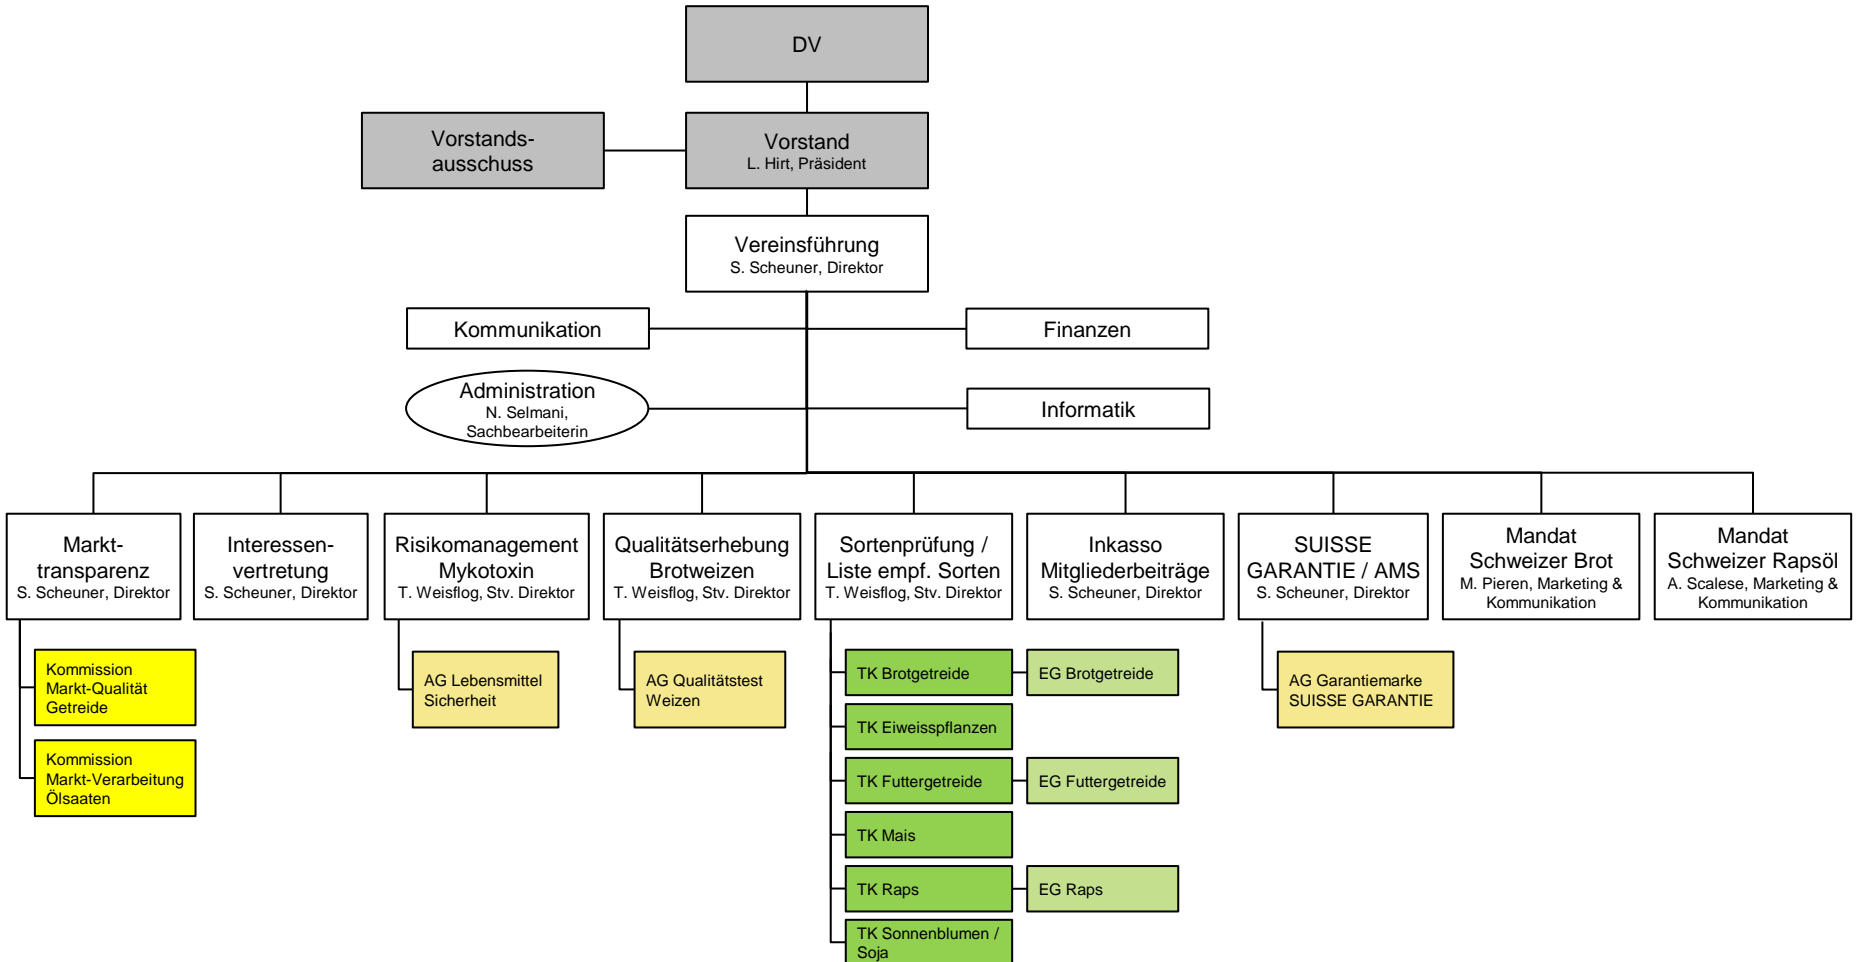 DV
Vorstands-
ausschuss
Vorstand
L. Hirt, Präsident
Vereinsführung
S. Scheuner, Direktor
Kommunikation
Finanzen
Administration
N. Selmani,
Sachbearbeiterin
Informatik
Markt-
transparenz
S. Scheuner, Direktor
Interessen-
vertretung
S. Scheuner, Direktor
Risikomanagement
Mykotoxin
T. Weisflog, Stv. Direktor
Qualitätserhebung
Brotweizen
T. Weisflog, Stv. Direktor
Sortenprüfung /
Liste empf. Sorten
T. Weisflog, Stv. Direktor
Inkasso
Mitgliederbeiträge
S. Scheuner, Direktor
SUISSE
GARANTIE / AMS
S. Scheuner, Direktor
Mandat
Schweizer Brot
M. Pieren, Marketing &
Kommunikation
Mandat
Schweizer Rapsöl
A. Scalese, Marketing &
Kommunikation
Kommission
Markt-Qualität
Getreide
Kommission
Markt-Verarbeitung
Ölsaaten
AG Lebensmittel
Sicherheit
AG Qualitätstest
Weizen
TK Brotgetreide
EG Brotgetreide
TK Eiweisspflanzen
TK Futtergetreide
EG Futtergetreide
TK Mais
TK Raps
EG Raps
TK Sonnenblumen /
Soja
AG Garantiemarke
SUISSE GARANTIE